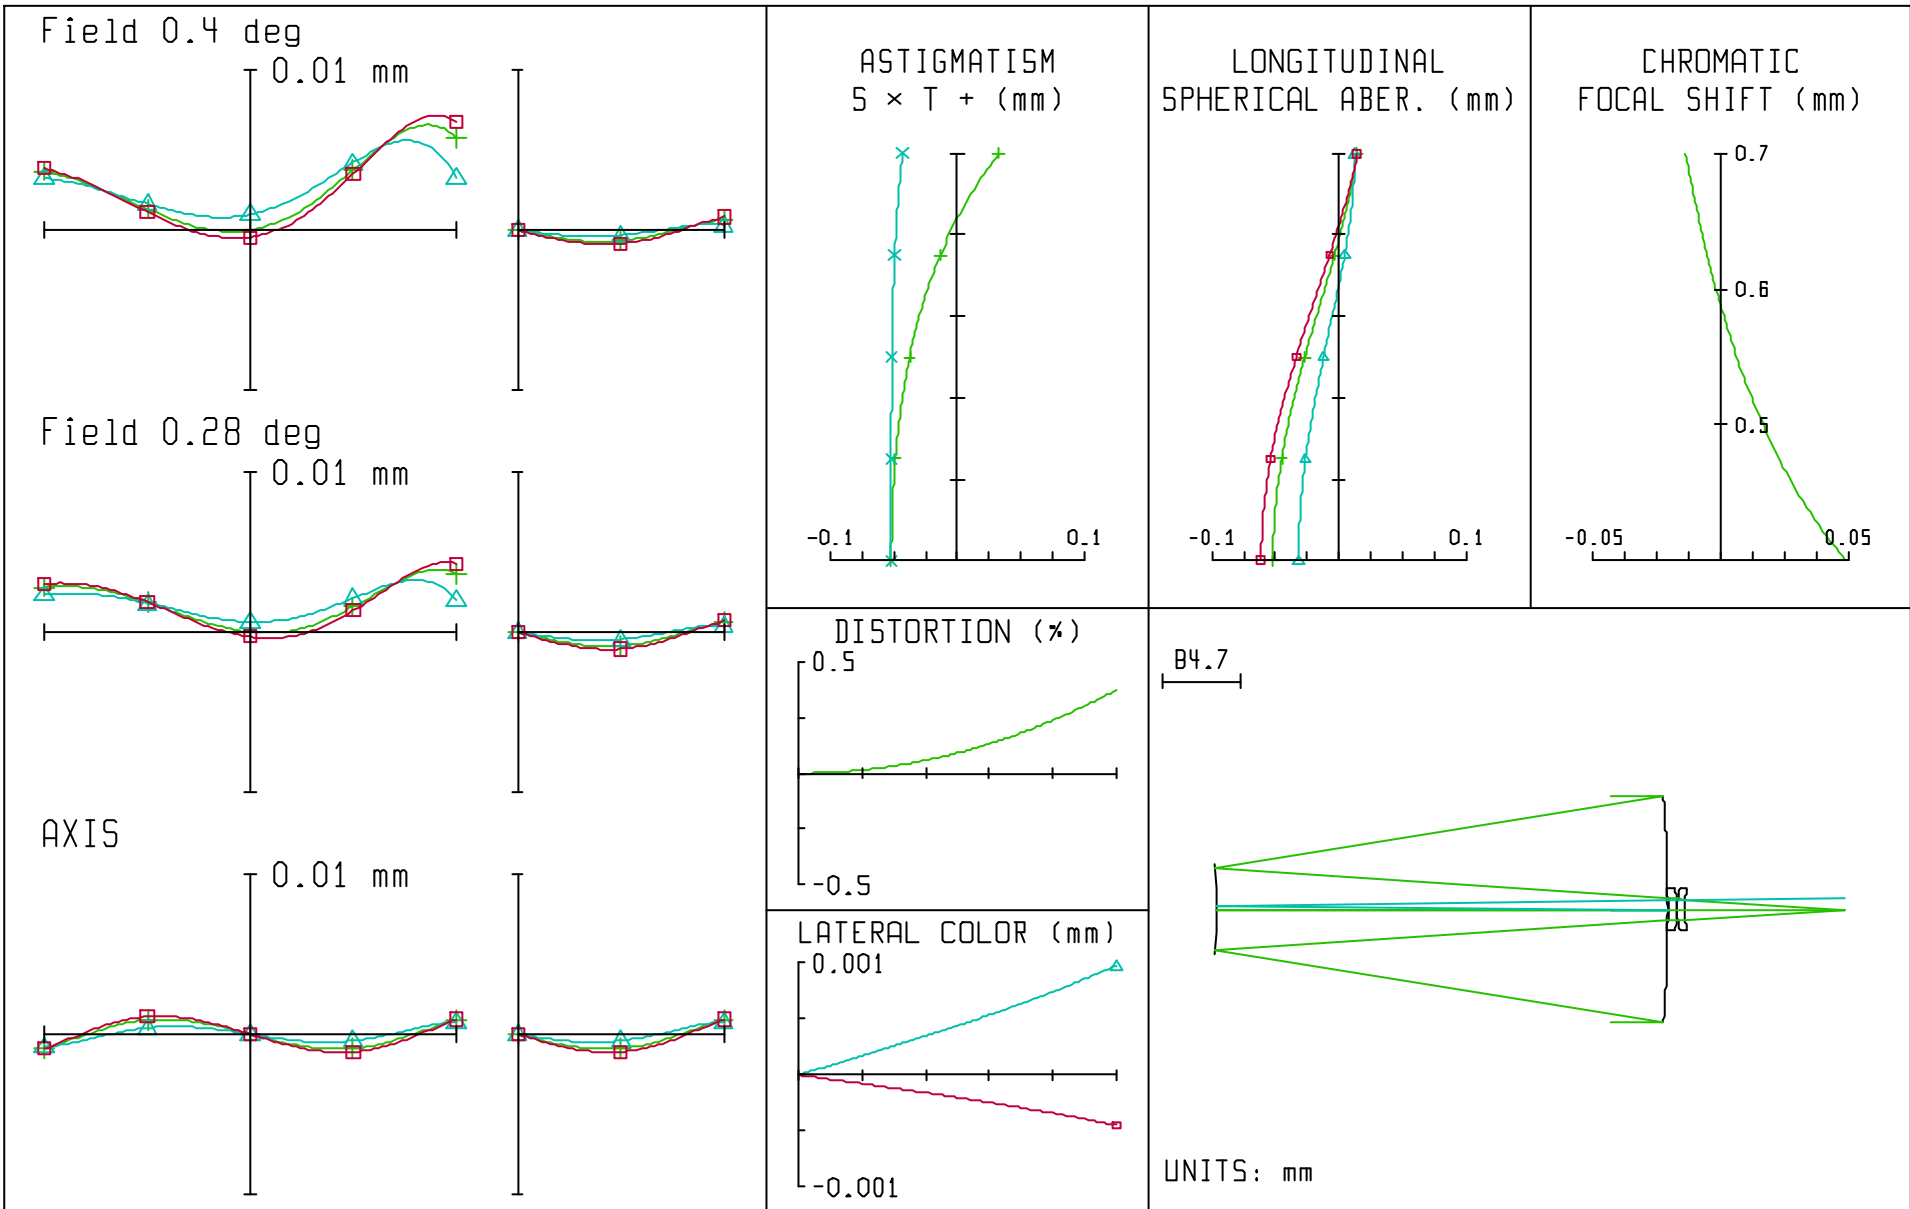 Field 0.4 deg
0.01 mm
Field 0.28 deg
0.01 mm
AXIS
0.01 mm
ASTIGMATISM
S × T + (mm)
-0.1
0.1
LONGITUDINAL
SPHERICAL ABER. (mm)
-0.1
0.1
CHROMATIC
FOCAL SHIFT (mm)
0.7
0.6
0.5
-0.05
0.05
DISTORTION (%)
0.5
-0.5
LATERAL COLOR (mm)
0.001
-0.001
84.7
UNITS: mm